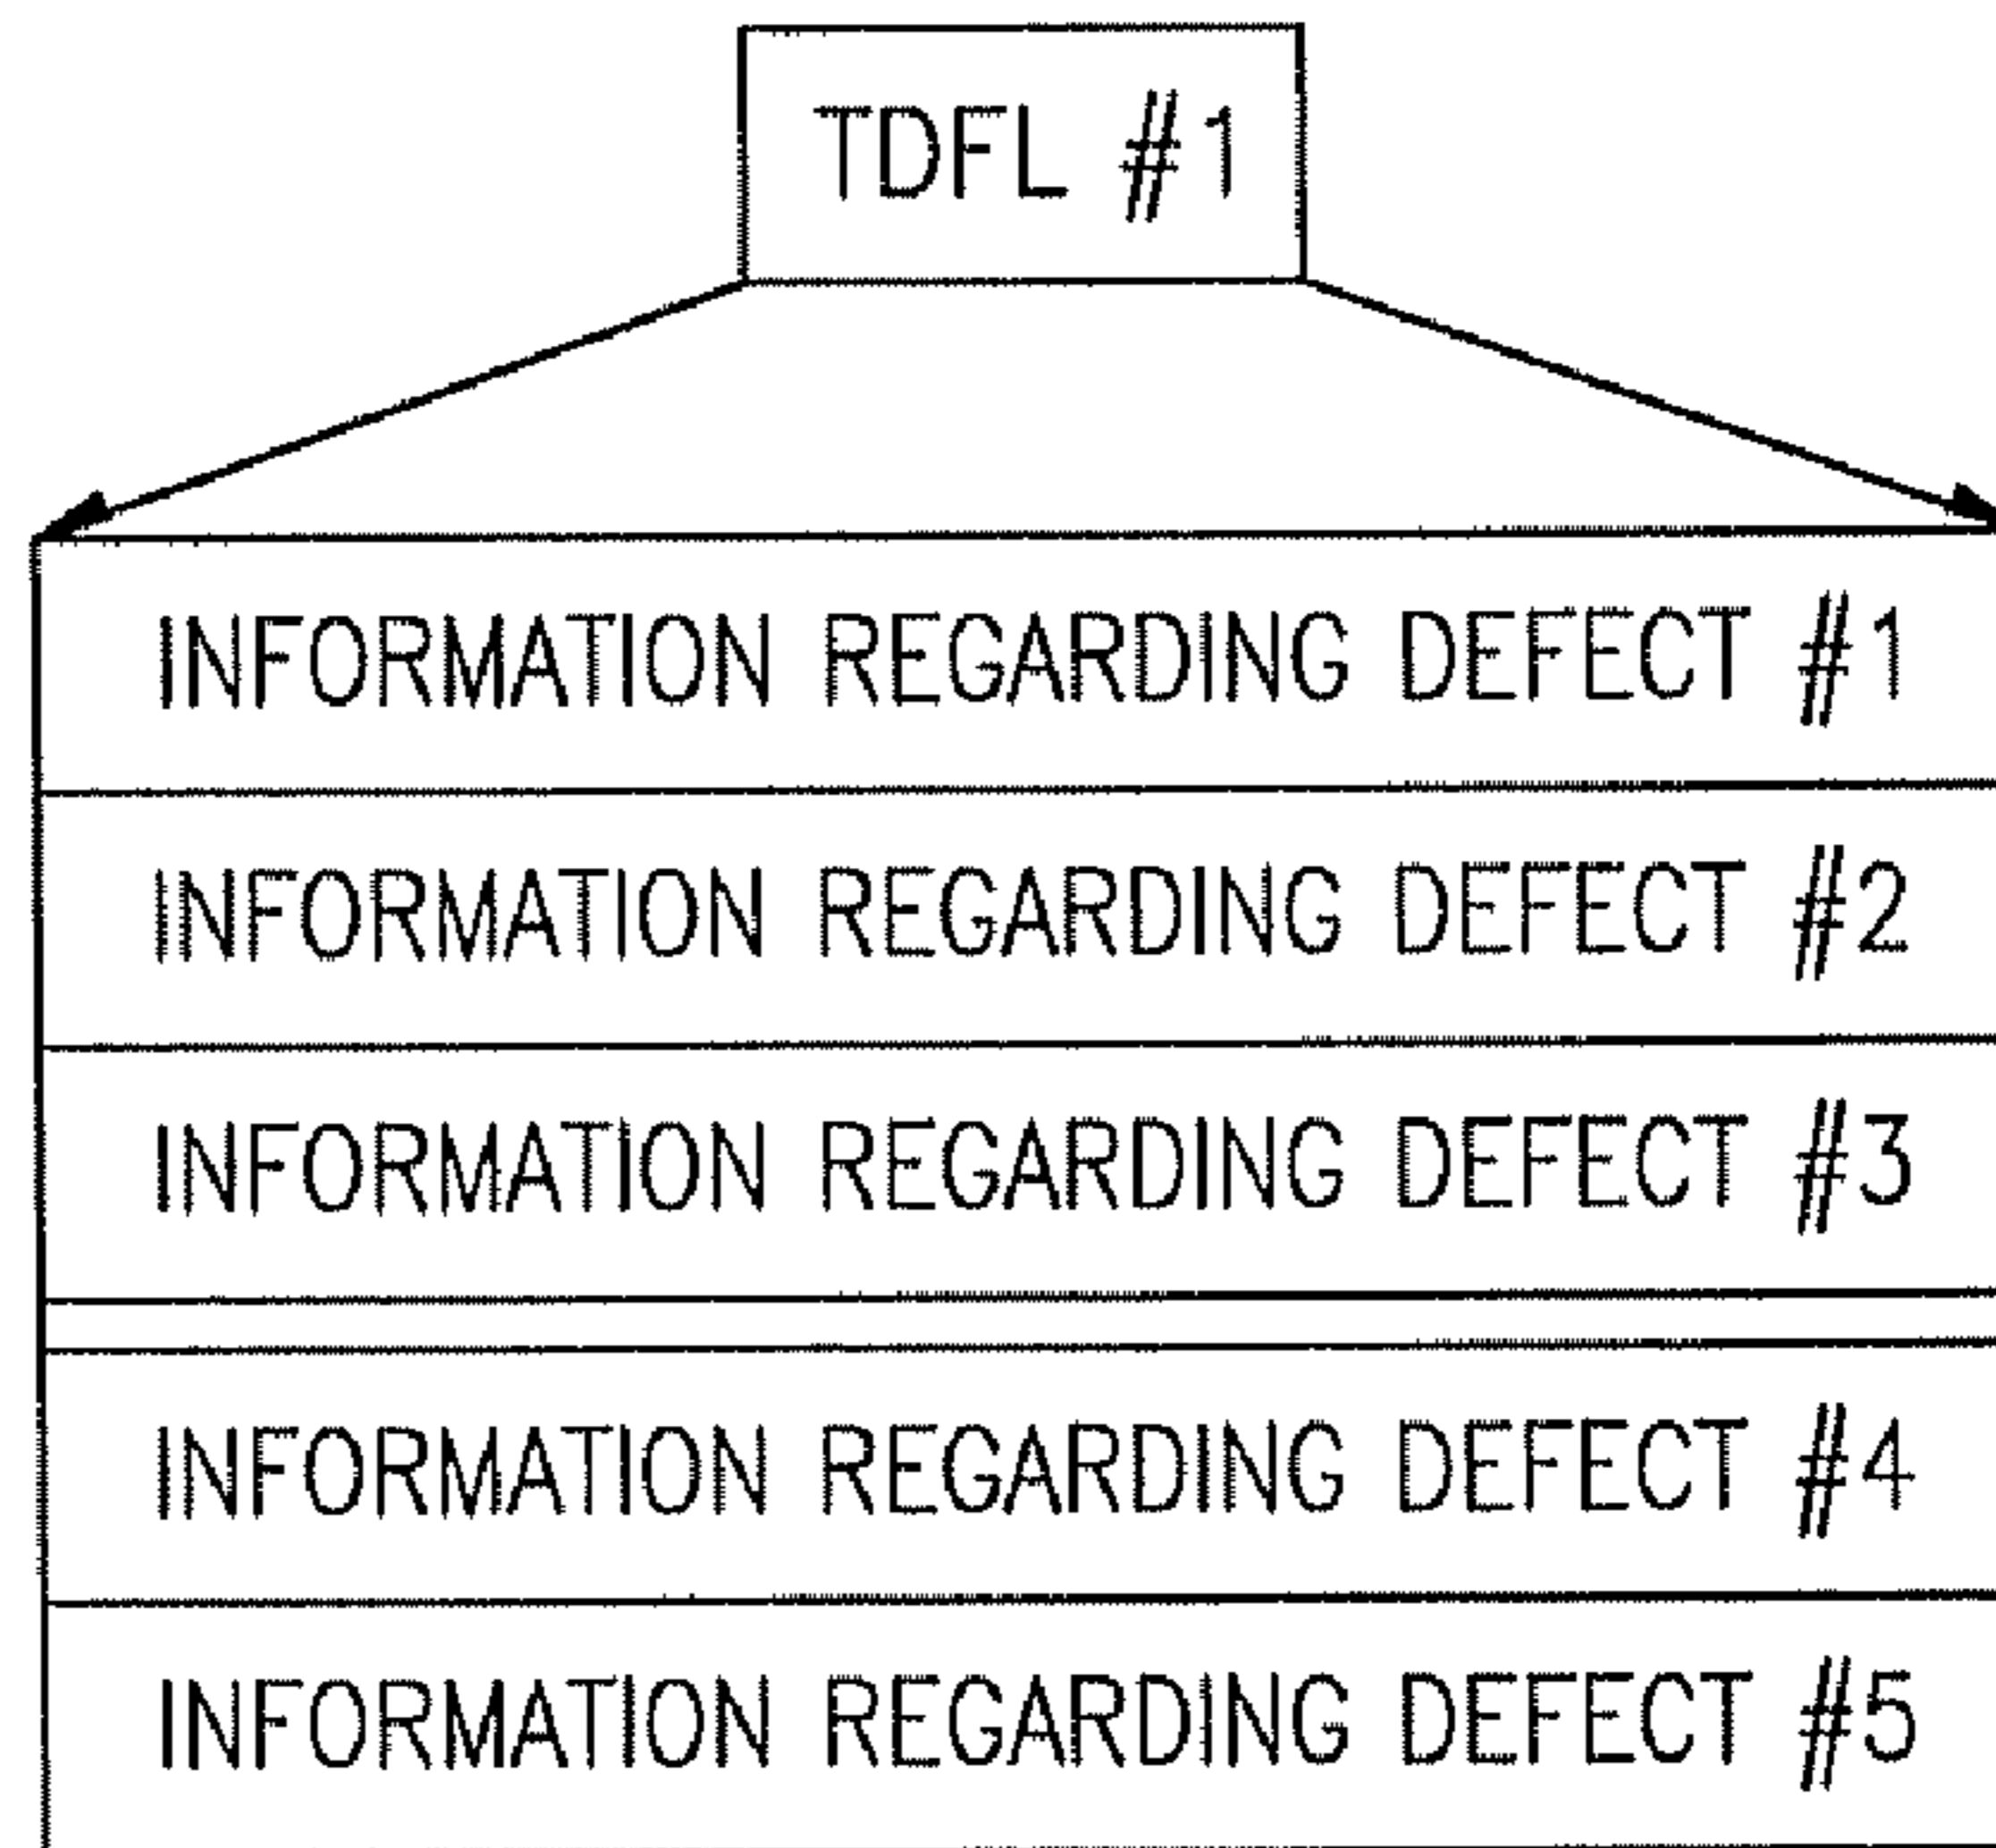 TDFL #1
INFORMATION REGARDING DEFECT #1
INFORMATION REGARDING DEFECT #2
INFORMATION REGARDING DEFECT #3
INFORMATION REGARDING DEFECT #4
INFORMATION REGARDING DEFECT #5